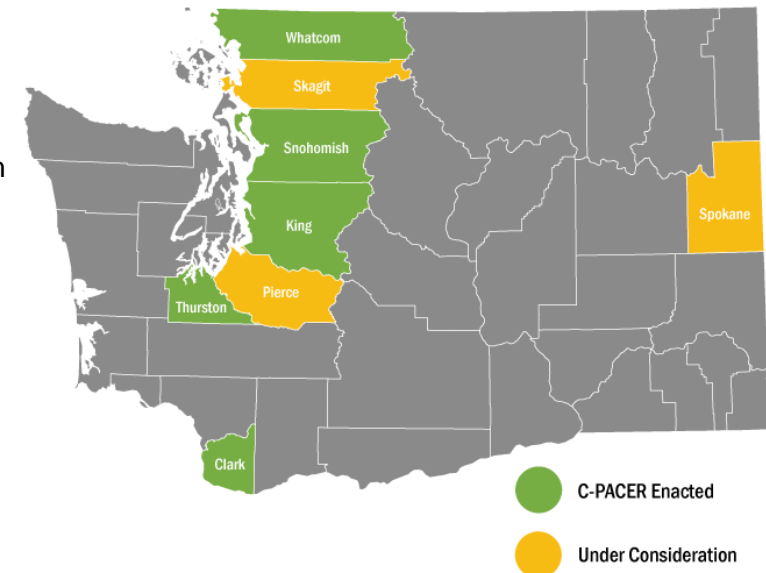 Whatcom
Skagit
n
Snohomish
King
Spokane
Pierce
Thurston
Clark
C-PACER Enacted
Under Consideration